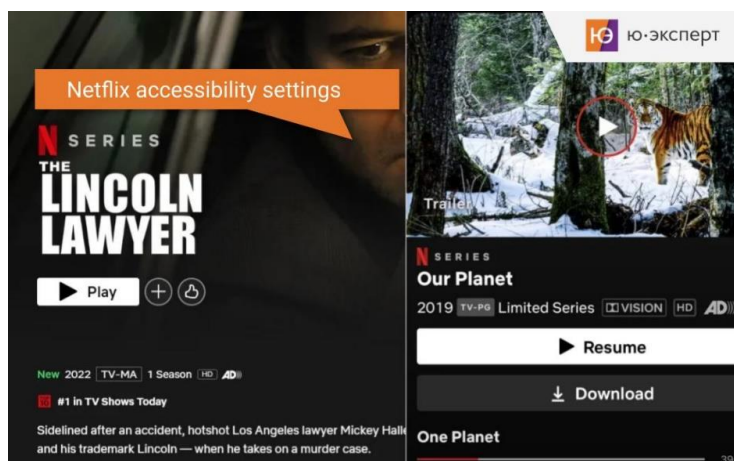 Netflix accessibility settings
N SERIES
THE
LINCOLN
LAWYER
Play
New 2022 TV-MA 1 Season HD AD
#1 in TV Shows Today
Sidelined after an accident, hotshot Los Angeles lawyer Mickey Halle
and his trademark Lincoln — when he takes on a murder case.
ЮЭ ю·эксперт
Trailer
N SERIES
Our Planet
2019 TV-PG Limited Series VISION HD AD
Resume
Download
One Planet
39